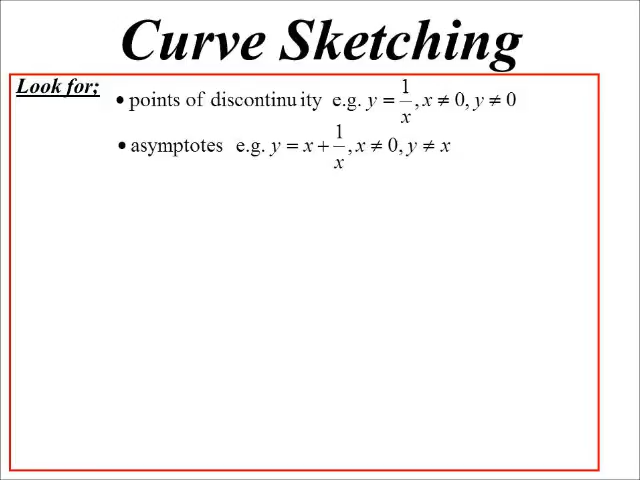 Curve Sketching
Look for;
• points of discontinu ity e.g. y = 1/x, x ≠ 0, y ≠ 0
• asymptotes e.g. y = x + 1/x, x ≠ 0, y ≠ x